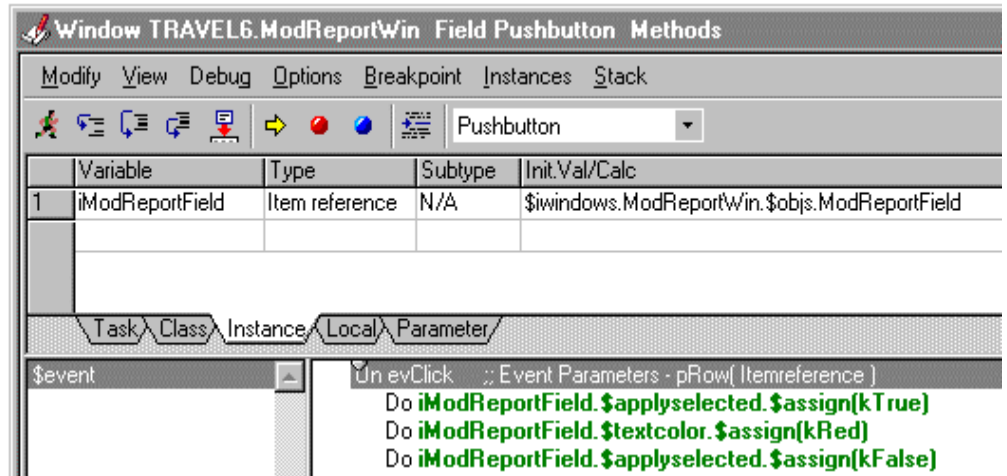 Window TRAVEL6.ModReportWin Field Pushbutton Methods
Modify View Debug Options Breakpoint Instances Stack
Pushbutton
Variable Type Subtype Init.Val/Calc
1 iModReportField Item reference N/A $iwindows.ModReportWin.$objs.ModReportField
Task Class Instance Local Parameter
$event On evClick ;; Event Parameters - pRow( Itemreference )
Do iModReportField.$applyselected.$assign(kTrue)
Do iModReportField.$textcolor.$assign(kRed)
Do iModReportField.$applyselected.$assign(kFalse)